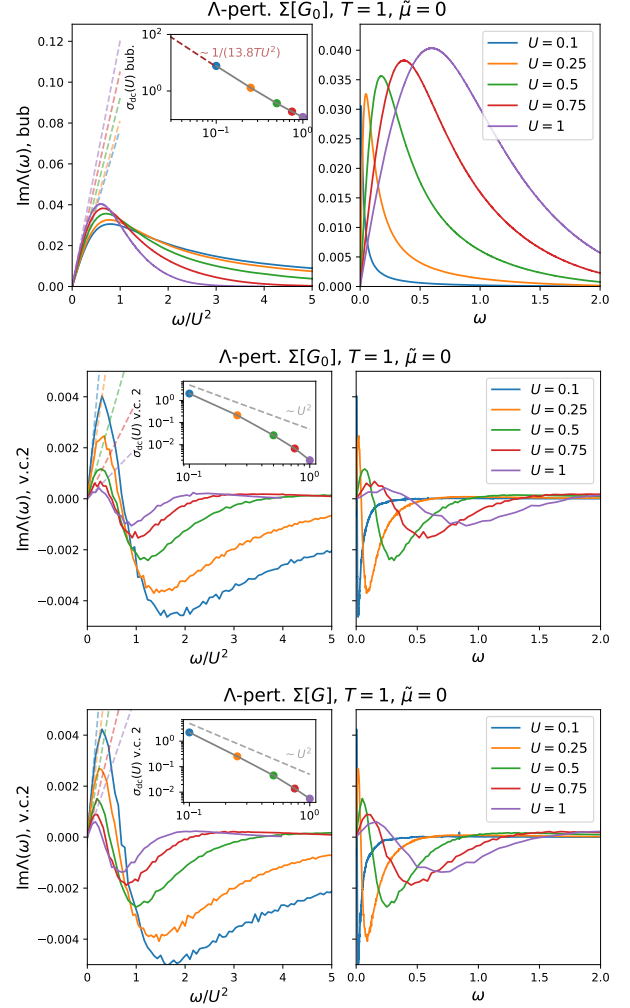 Λ-pert. Σ[G₀], T = 1, μ̃ = 0
ImΛ(ω), bub
0.12
0.10
0.08
0.06
0.04
0.02
0.00
0 1 2 3 4 5
ω/U²
σdc(U) bub.
10²
10⁰
10⁻¹ 10⁰
~ 1/(13.8TU²)
0.040
0.035
0.030
0.025
0.020
0.015
0.010
0.005
0.000
0.0 0.5 1.0 1.5 2.0
ω
U = 0.1
U = 0.25
U = 0.5
U = 0.75
U = 1
Λ-pert. Σ[G₀], T = 1, μ̃ = 0
ImΛ(ω), v.c.2
0.004
0.002
0.000
−0.002
−0.004
0 1 2 3 4 5
ω/U²
σdc(U) v.c. 2
10⁰
10⁻¹
10⁻²
10⁻¹ 10⁰
~ U²
0.0 0.5 1.0 1.5 2.0
ω
U = 0.1
U = 0.25
U = 0.5
U = 0.75
U = 1
Λ-pert. Σ[G], T = 1, μ̃ = 0
ImΛ(ω), v.c.2
0.004
0.002
0.000
−0.002
−0.004
0 1 2 3 4 5
ω/U²
σdc(U) v.c. 2
10⁰
10⁻¹
10⁻²
10⁻¹ 10⁰
~ U²
0.0 0.5 1.0 1.5 2.0
ω
U = 0.1
U = 0.25
U = 0.5
U = 0.75
U = 1